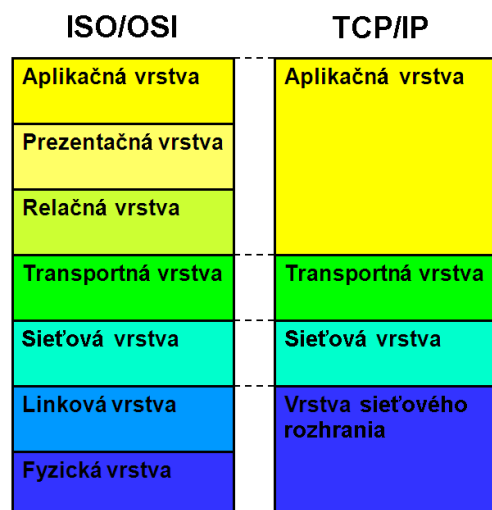 ISO/OSI
Aplikačná vrstva
Prezentačná vrstva
Relačná vrstva
Transportná vrstva
Sieťová vrstva
Linková vrstva
Fyzická vrstva
TCP/IP
Aplikačná vrstva
Transportná vrstva
Sieťová vrstva
Vrstva sieťového
rozhrania